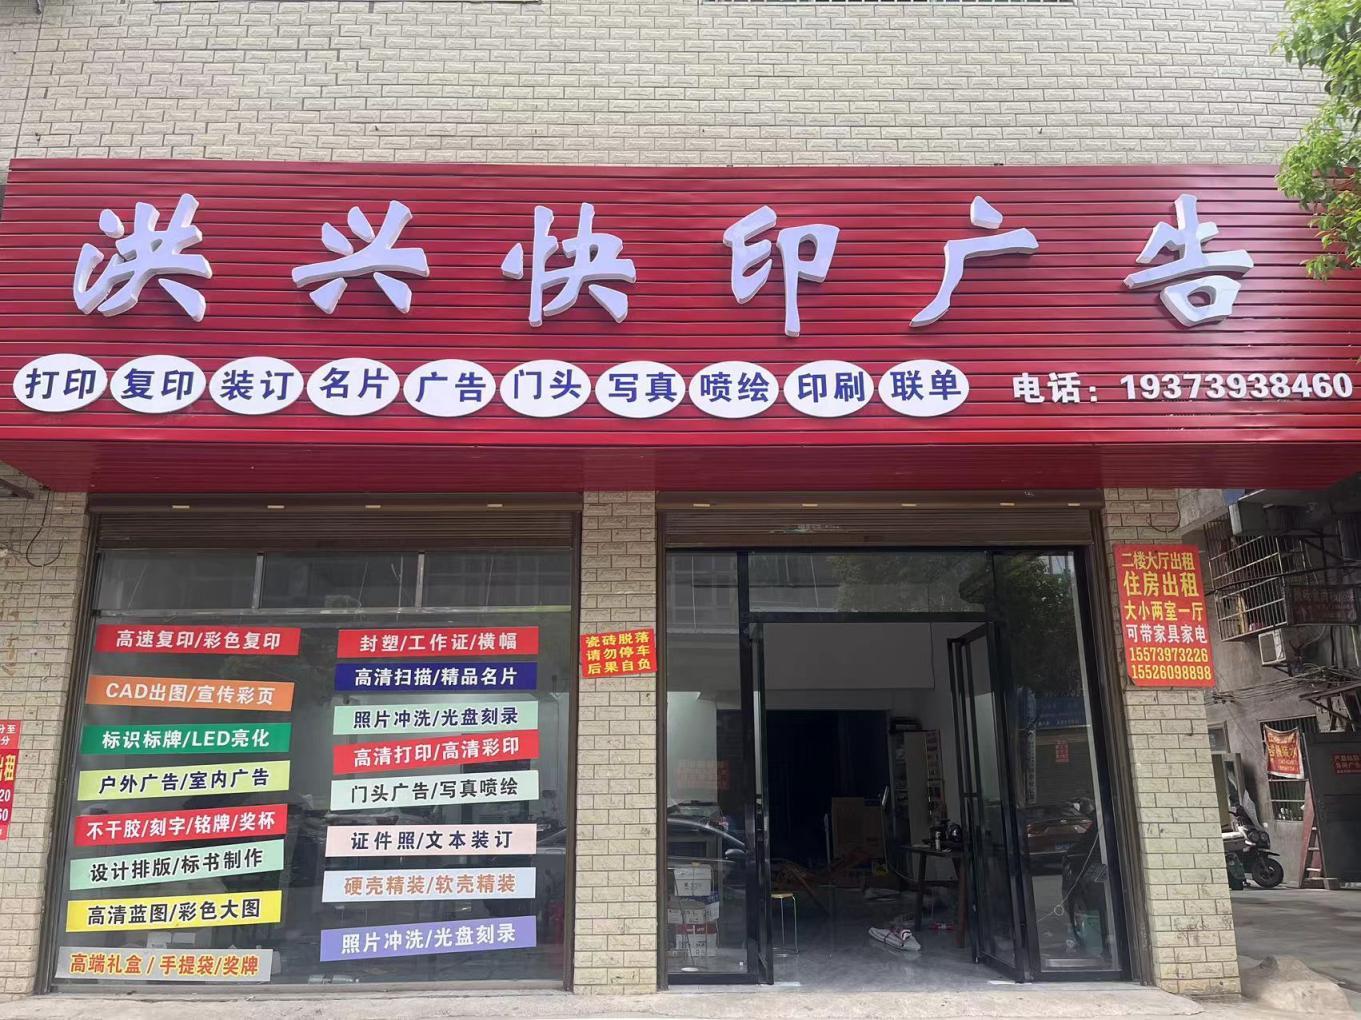 洪兴快印广告
打印 复印 装订 名片 广告 门头 写真 喷绘 印刷 联单 电话：19373938460
高速复印/彩色复印
CAD出图/宣传彩页
标识标牌/LED亮化
户外广告/室内广告
不干胶/刻字/铭牌/奖杯
设计排版/标书制作
高清蓝图/彩色大图
高端礼盒/手提袋/奖牌
封塑/工作证/横幅
高清扫描/精品名片
照片冲洗/光盘刻录
高清打印/高清彩印
门头广告/写真喷绘
证件照/文本装订
硬壳精装/软壳精装
照片冲洗/光盘刻录
瓷砖脱落
请勿停车
后果自负
二楼大厅出租
住房出租
大小两室一厅
可带家具家电
15573973226
15526098898